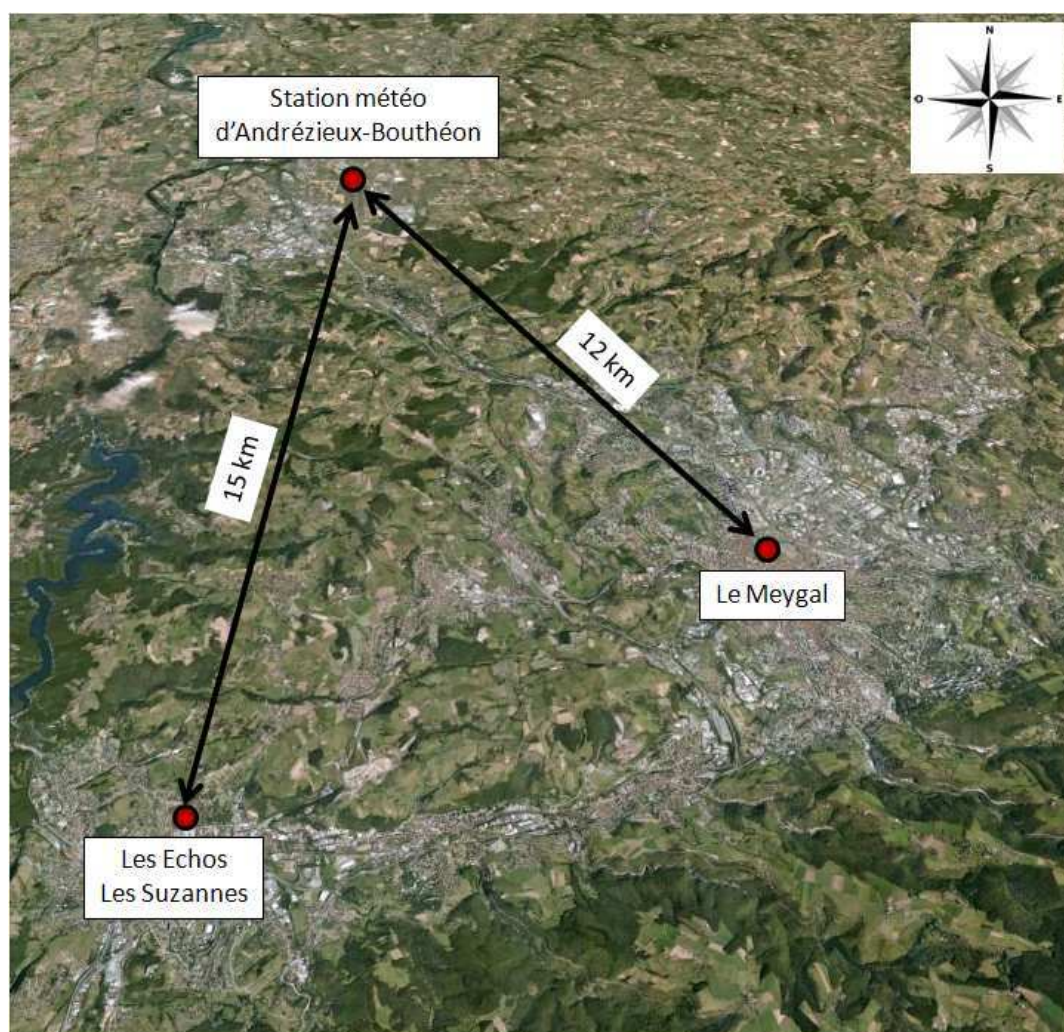 N
O
E
S
Station météo
d'Andrézieux-Bouthéon
12 km
15 km
Le Meygal
Les Echos
Les Suzannes